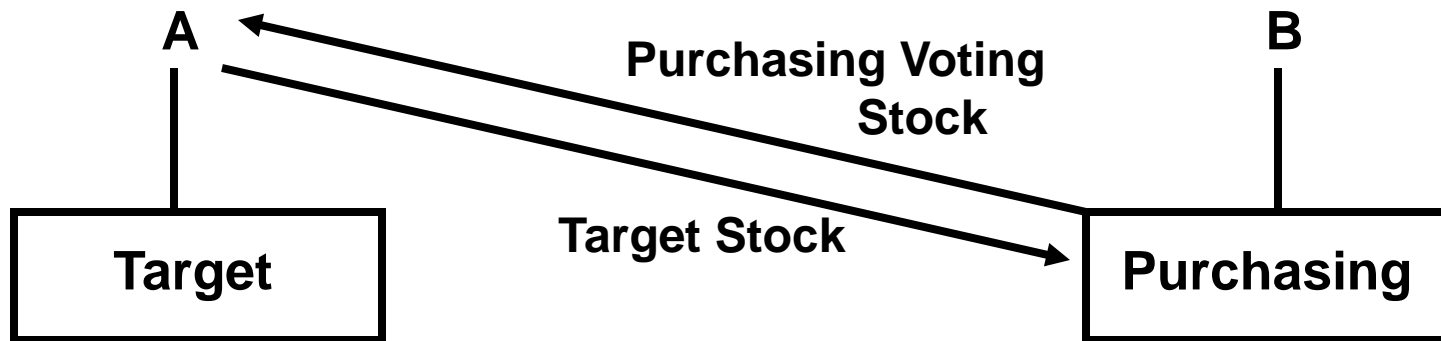 A
B
Purchasing Voting
Stock
Target Stock
Target
Purchasing